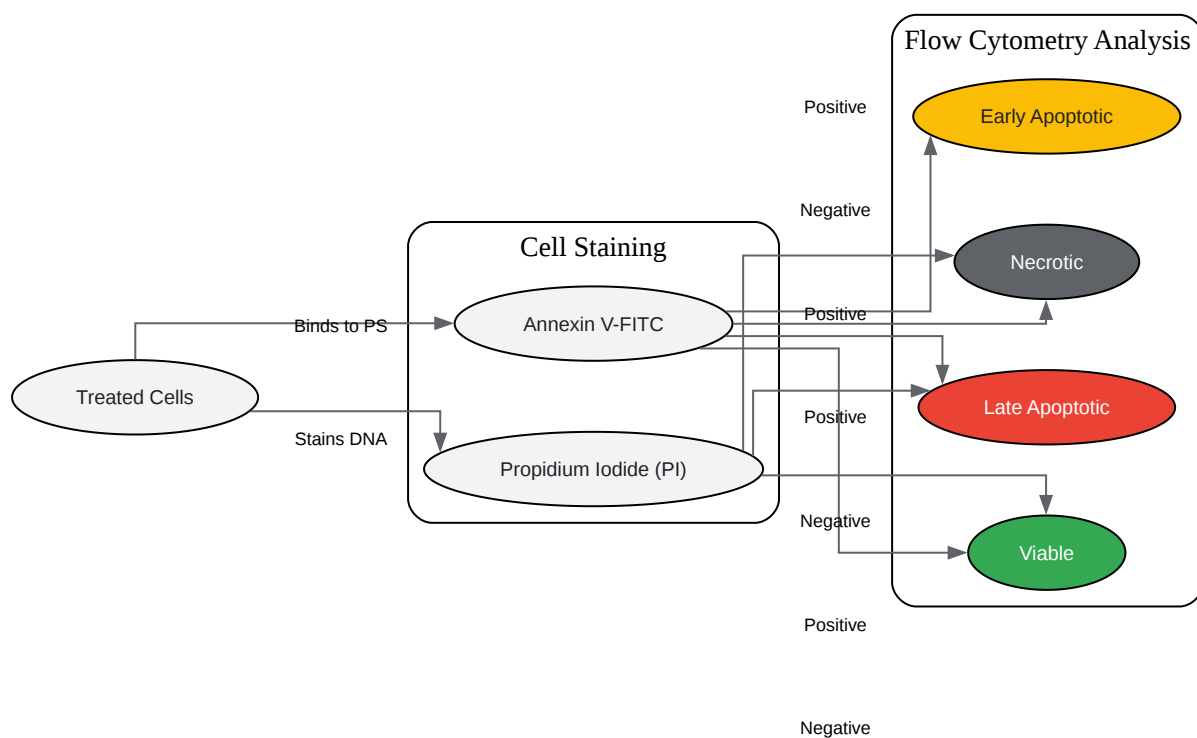 Flow Cytometry Analysis
Positive
Early Apoptotic
Negative
Cell Staining
Necrotic
Binds to PS
Annexin V-FITC
Positive
Treated Cells
Late Apoptotic
Positive
Stains DNA
Propidium Iodide (PI)
Negative
Viable
Positive
Negative